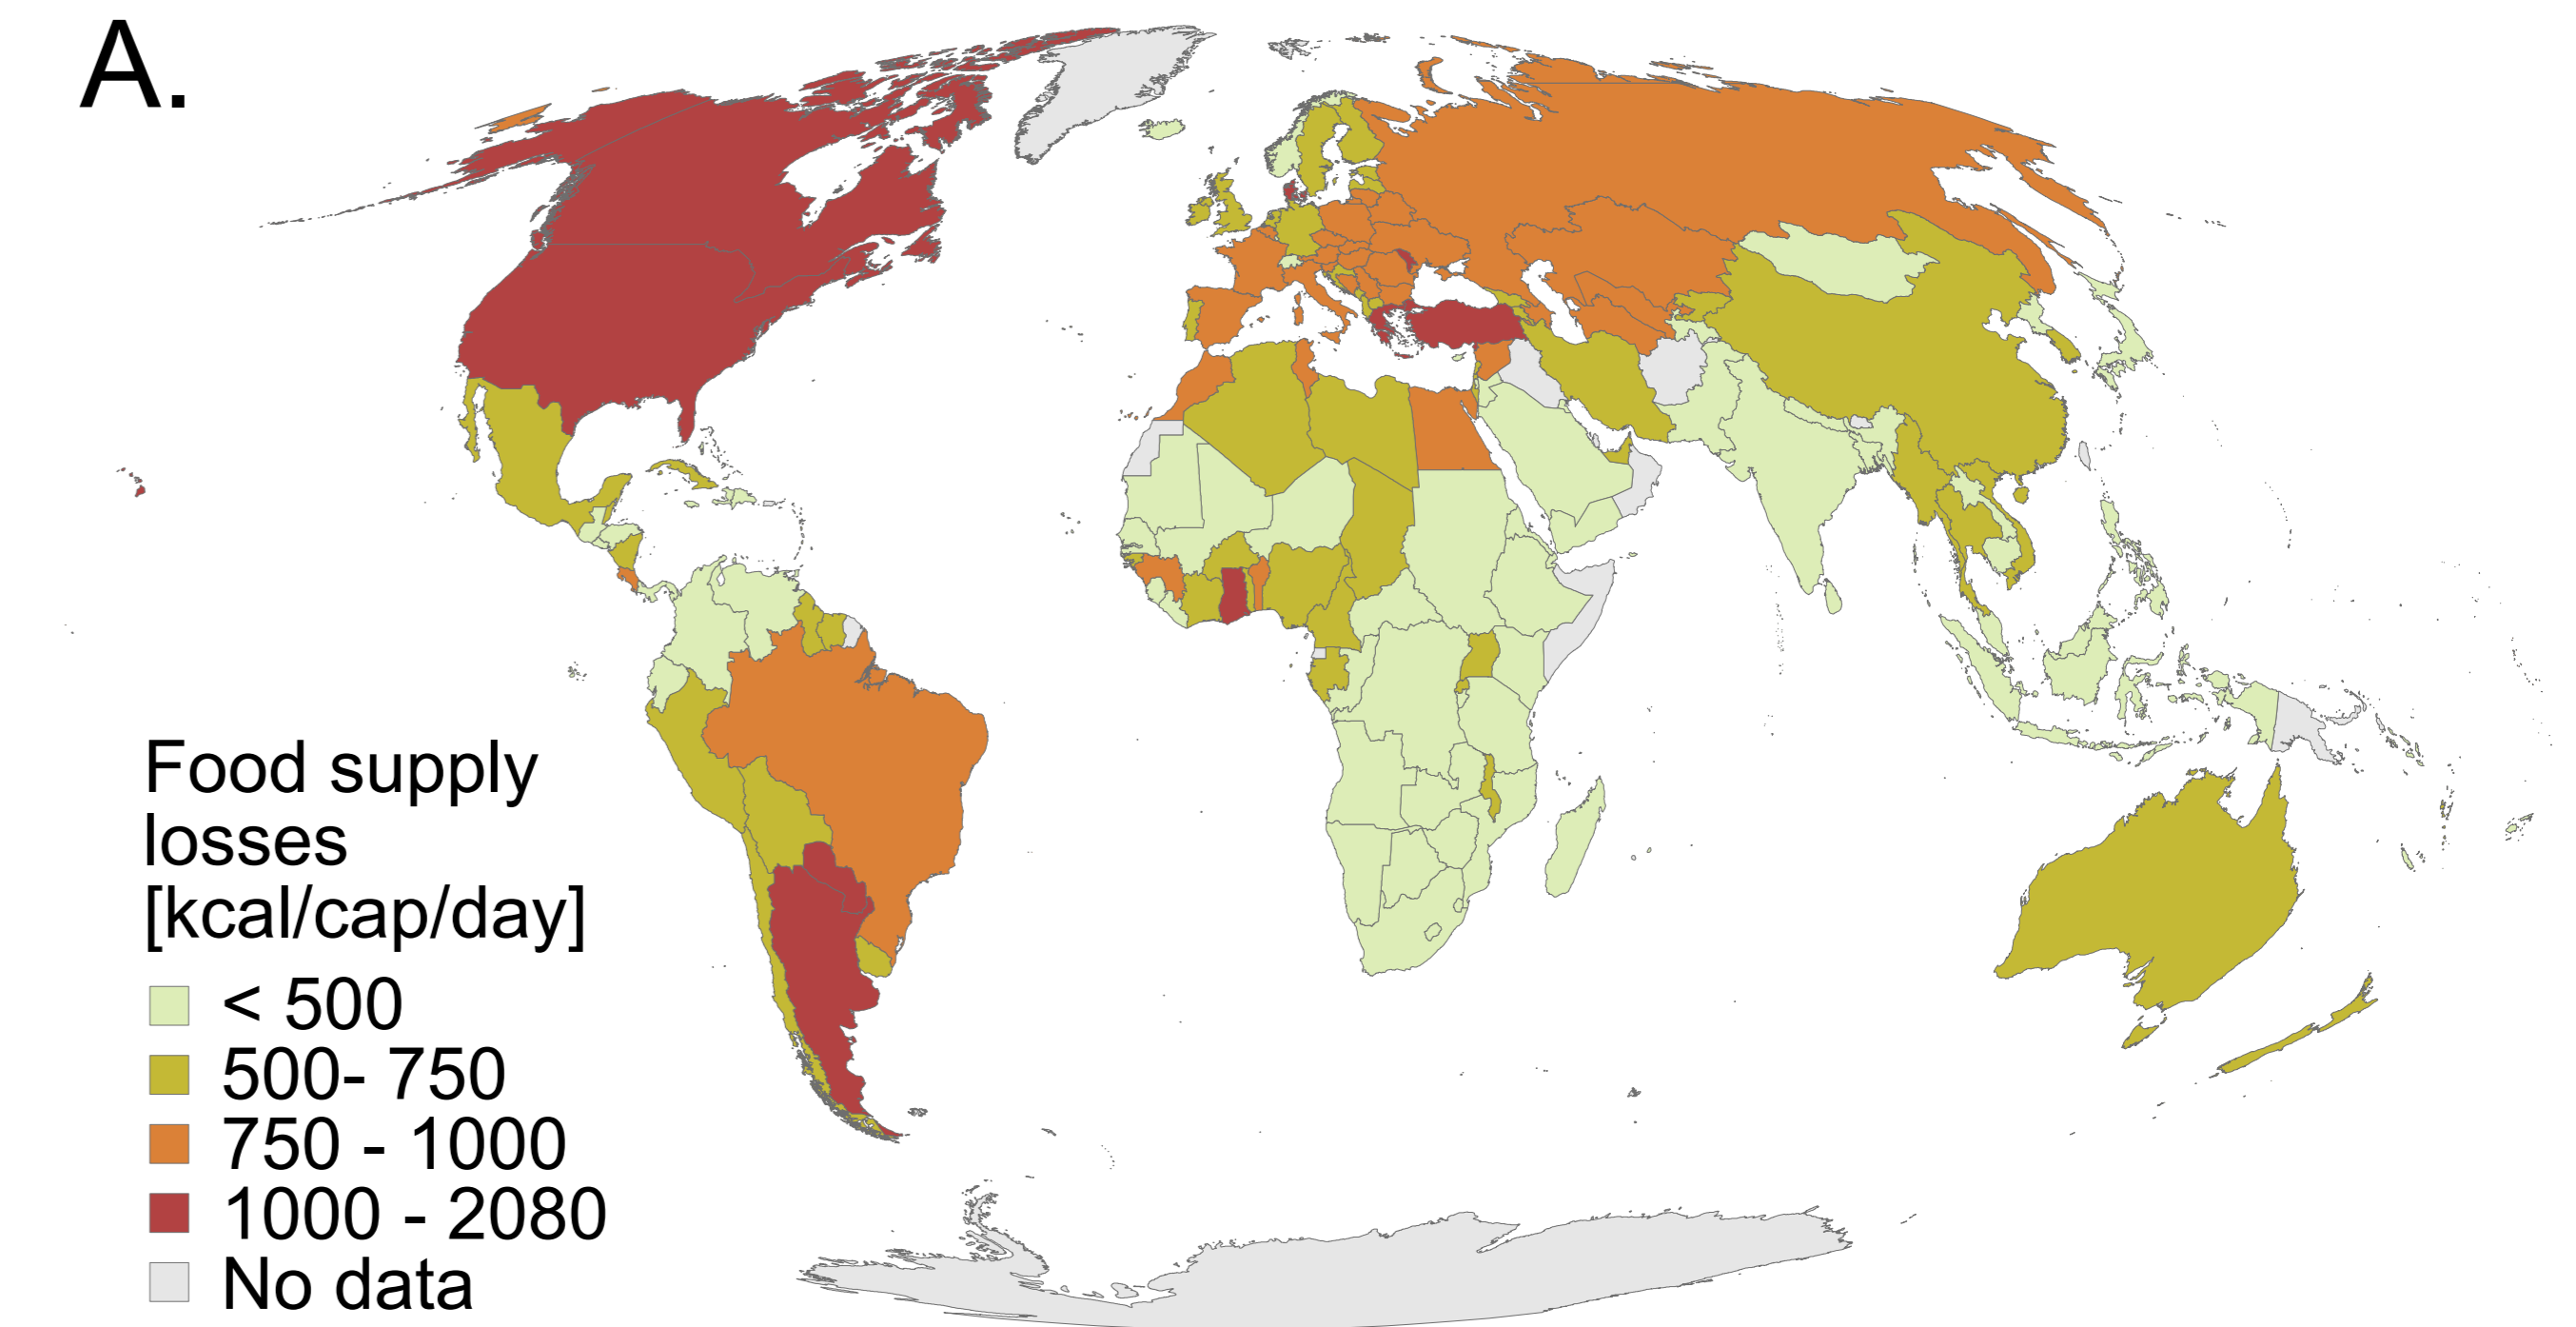 A.
Food supply
losses
[kcal/cap/day]
< 500
500- 750
750 - 1000
1000 - 2080
No data